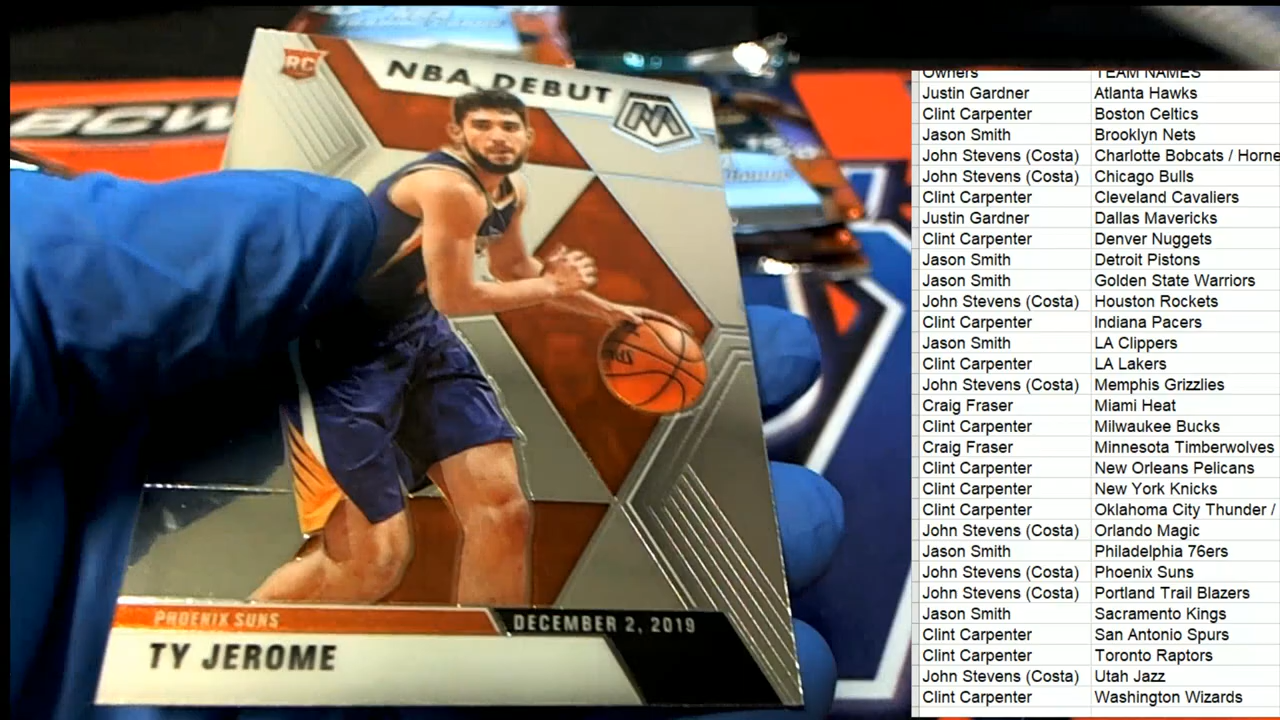 BCW
RC
NBA DEBUT
PHOENIX SUNS
DECEMBER 2, 2019
TY JEROME
Owners TEAM NAMES
Justin Gardner Atlanta Hawks
Clint Carpenter Boston Celtics
Jason Smith Brooklyn Nets
John Stevens (Costa) Charlotte Bobcats / Horne
John Stevens (Costa) Chicago Bulls
Clint Carpenter Cleveland Cavaliers
Justin Gardner Dallas Mavericks
Clint Carpenter Denver Nuggets
Jason Smith Detroit Pistons
Jason Smith Golden State Warriors
John Stevens (Costa) Houston Rockets
Clint Carpenter Indiana Pacers
Jason Smith LA Clippers
Clint Carpenter LA Lakers
John Stevens (Costa) Memphis Grizzlies
Craig Fraser Miami Heat
Clint Carpenter Milwaukee Bucks
Craig Fraser Minnesota Timberwolves
Clint Carpenter New Orleans Pelicans
Clint Carpenter New York Knicks
Clint Carpenter Oklahoma City Thunder /
John Stevens (Costa) Orlando Magic
Jason Smith Philadelphia 76ers
John Stevens (Costa) Phoenix Suns
John Stevens (Costa) Portland Trail Blazers
Jason Smith Sacramento Kings
Clint Carpenter San Antonio Spurs
Clint Carpenter Toronto Raptors
John Stevens (Costa) Utah Jazz
Clint Carpenter Washington Wizards